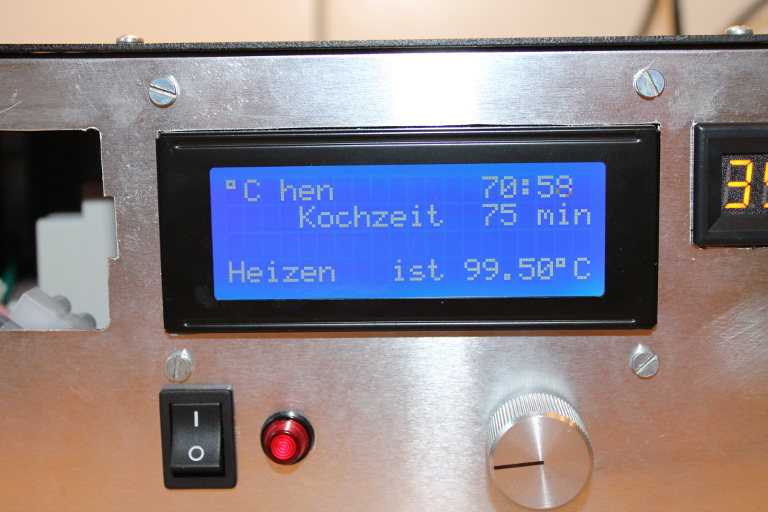 °C hen 70:58
Kochzeit 75 min
Heizen ist 99.50°C
I
O